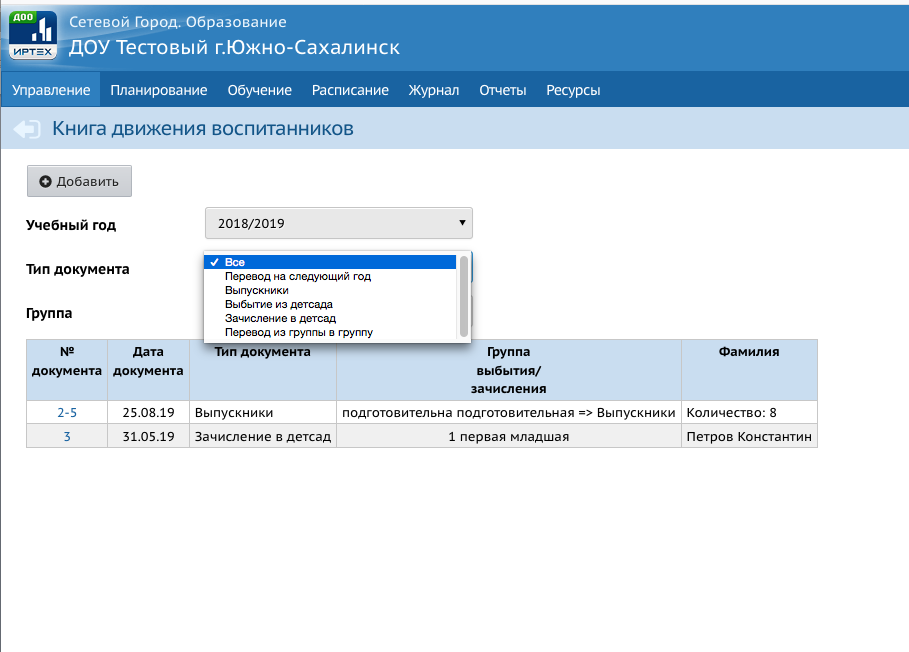 ДОО
ИРТЕХ
Сетевой Город. Образование
ДОУ Тестовый г.Южно-Сахалинск
Управление Планирование Обучение Расписание Журнал Отчеты Ресурсы
Книга движения воспитанников
Добавить
Учебный год 2018/2019
Тип документа
Все
Перевод на следующий год
Выпускники
Выбытие из детсада
Зачисление в детсад
Перевод из группы в группу
Группа
№ документа Дата документа Тип документа Группа выбытия/ зачисления Фамилия
2-5 25.08.19 Выпускники подготовительна подготовительная => Выпускники Количество: 8
3 31.05.19 Зачисление в детсад 1 первая младшая Петров Константин